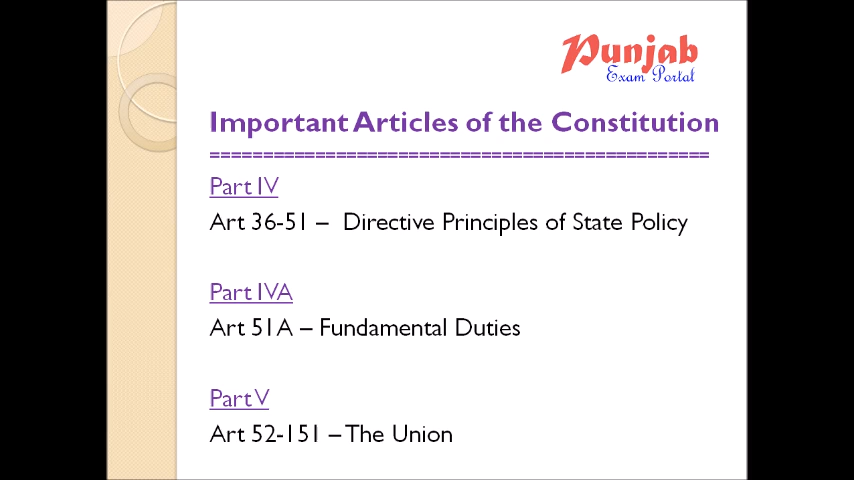 Punjab
Exam Portal
Important Articles of the Constitution
==================================================
Part IV
Art 36-51 – Directive Principles of State Policy
Part IVA
Art 51A – Fundamental Duties
Part V
Art 52-151 – The Union